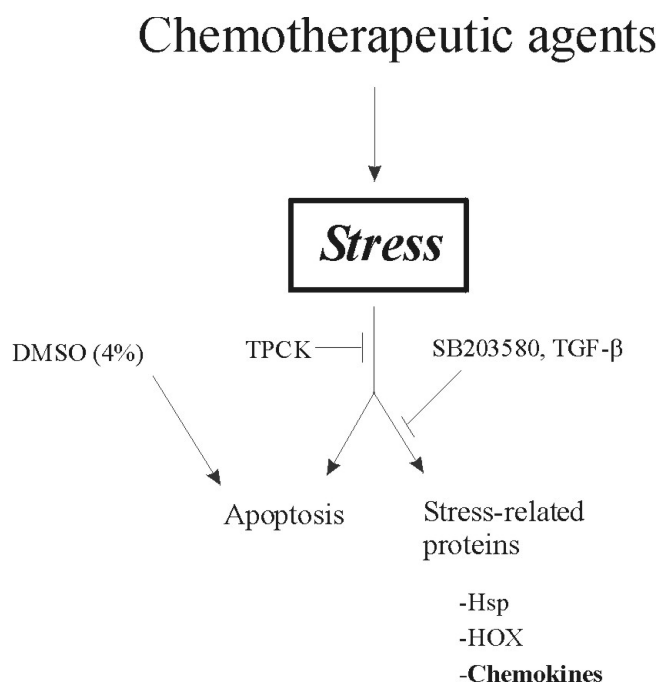 Chemotherapeutic agents
Stress
DMSO (4%)
TPCK
SB203580, TGF-β
Apoptosis
Stress-related
proteins
-Hsp
-HOX
-Chemokines